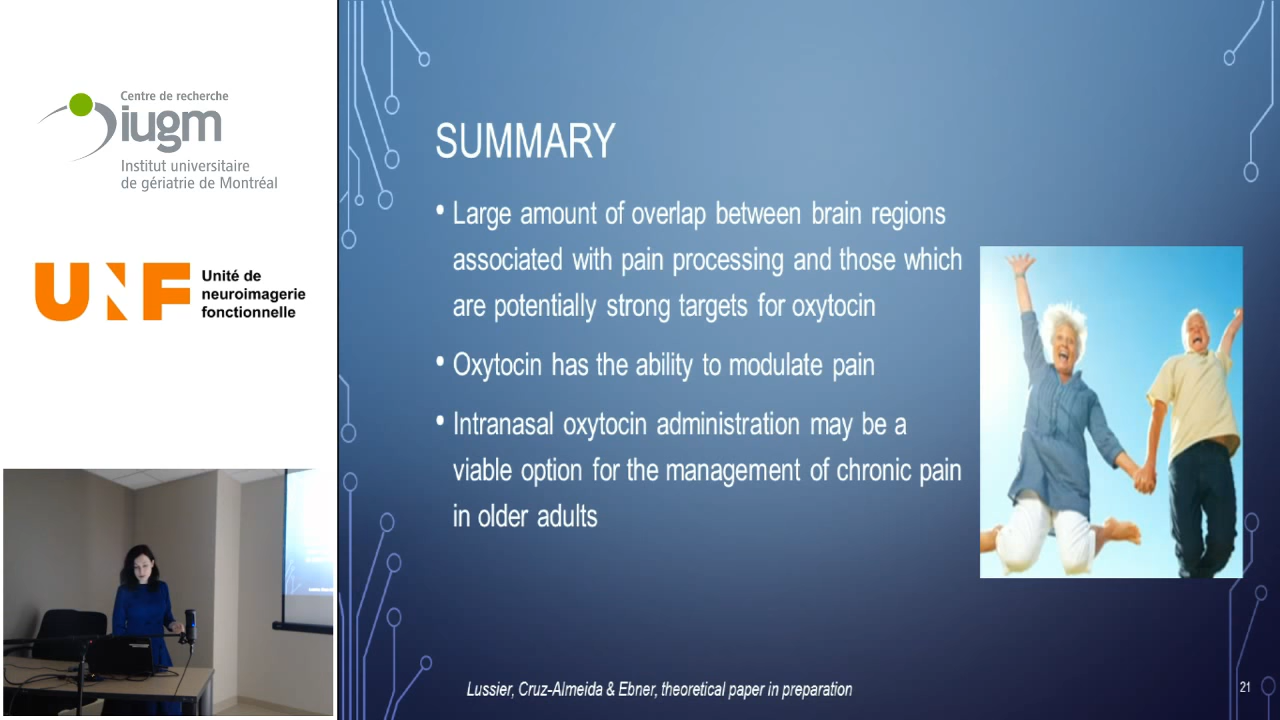 Centre de recherche
iugm
Institut universitaire
de gériatrie de Montréal
UNF
Unité de
neuroimagerie
fonctionnelle
SUMMARY
• Large amount of overlap between brain regions
associated with pain processing and those which
are potentially strong targets for oxytocin
• Oxytocin has the ability to modulate pain
• Intranasal oxytocin administration may be a
viable option for the management of chronic pain
in older adults
Lussier, Cruz-Almeida & Ebner, theoretical paper in preparation
21